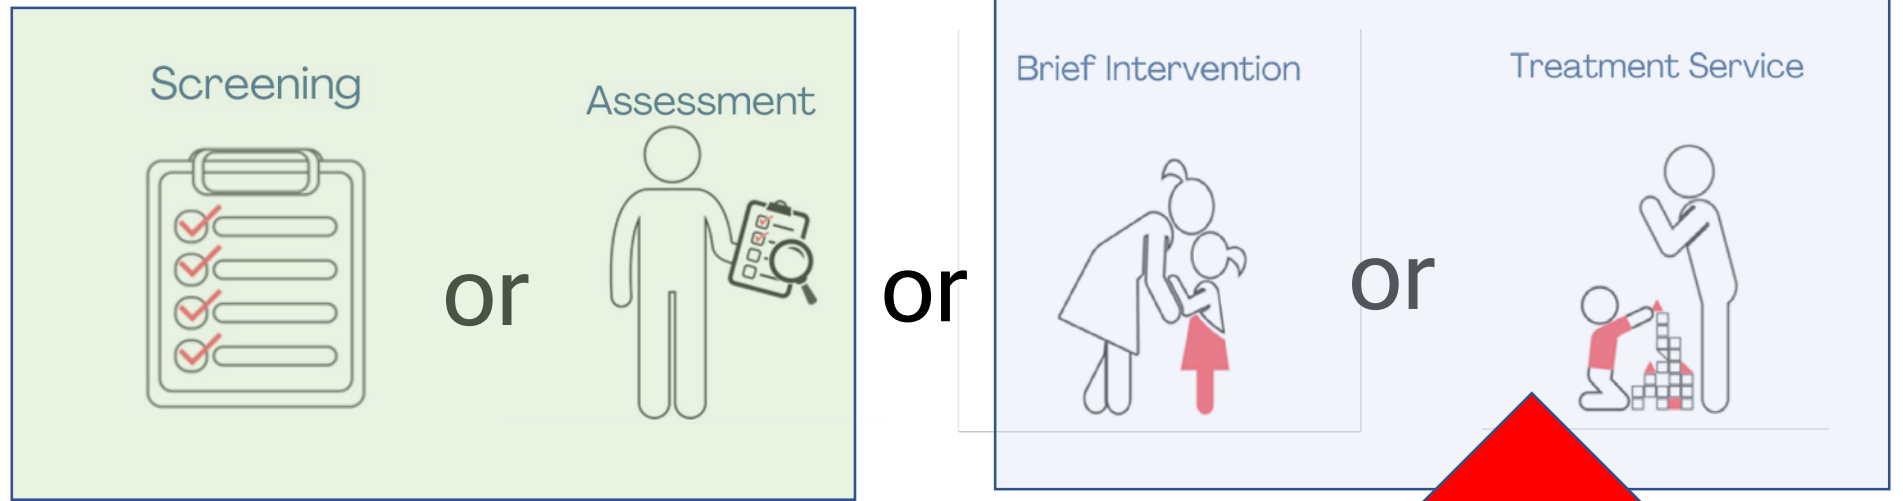 Screening
or
Assessment
or
Brief Intervention
or
Treatment Service